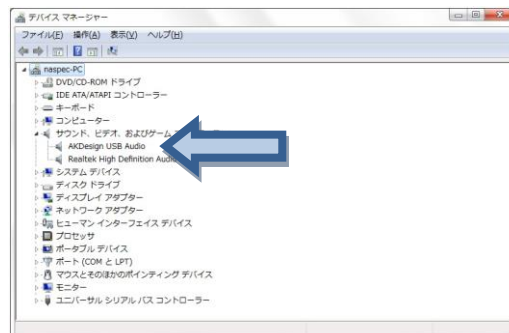 デバイス マネージャー
ファイル(F) 操作(A) 表示(V) ヘルプ(H)
naspec-PC
DVD/CD-ROM ドライブ
IDE ATA/ATAPI コントローラー
キーボード
コンピューター
サウンド、ビデオ、およびゲーム
AKDesign USB Audio
Realtek High Definition Audio
システム デバイス
ディスク ドライブ
ディスプレイ アダプター
ネットワーク アダプター
ヒューマン インターフェイス デバイス
プロセッサ
ポータブル デバイス
ポート (COM と LPT)
マウスとそのほかのポインティング デバイス
モニター
ユニバーサル シリアル バス コントローラー